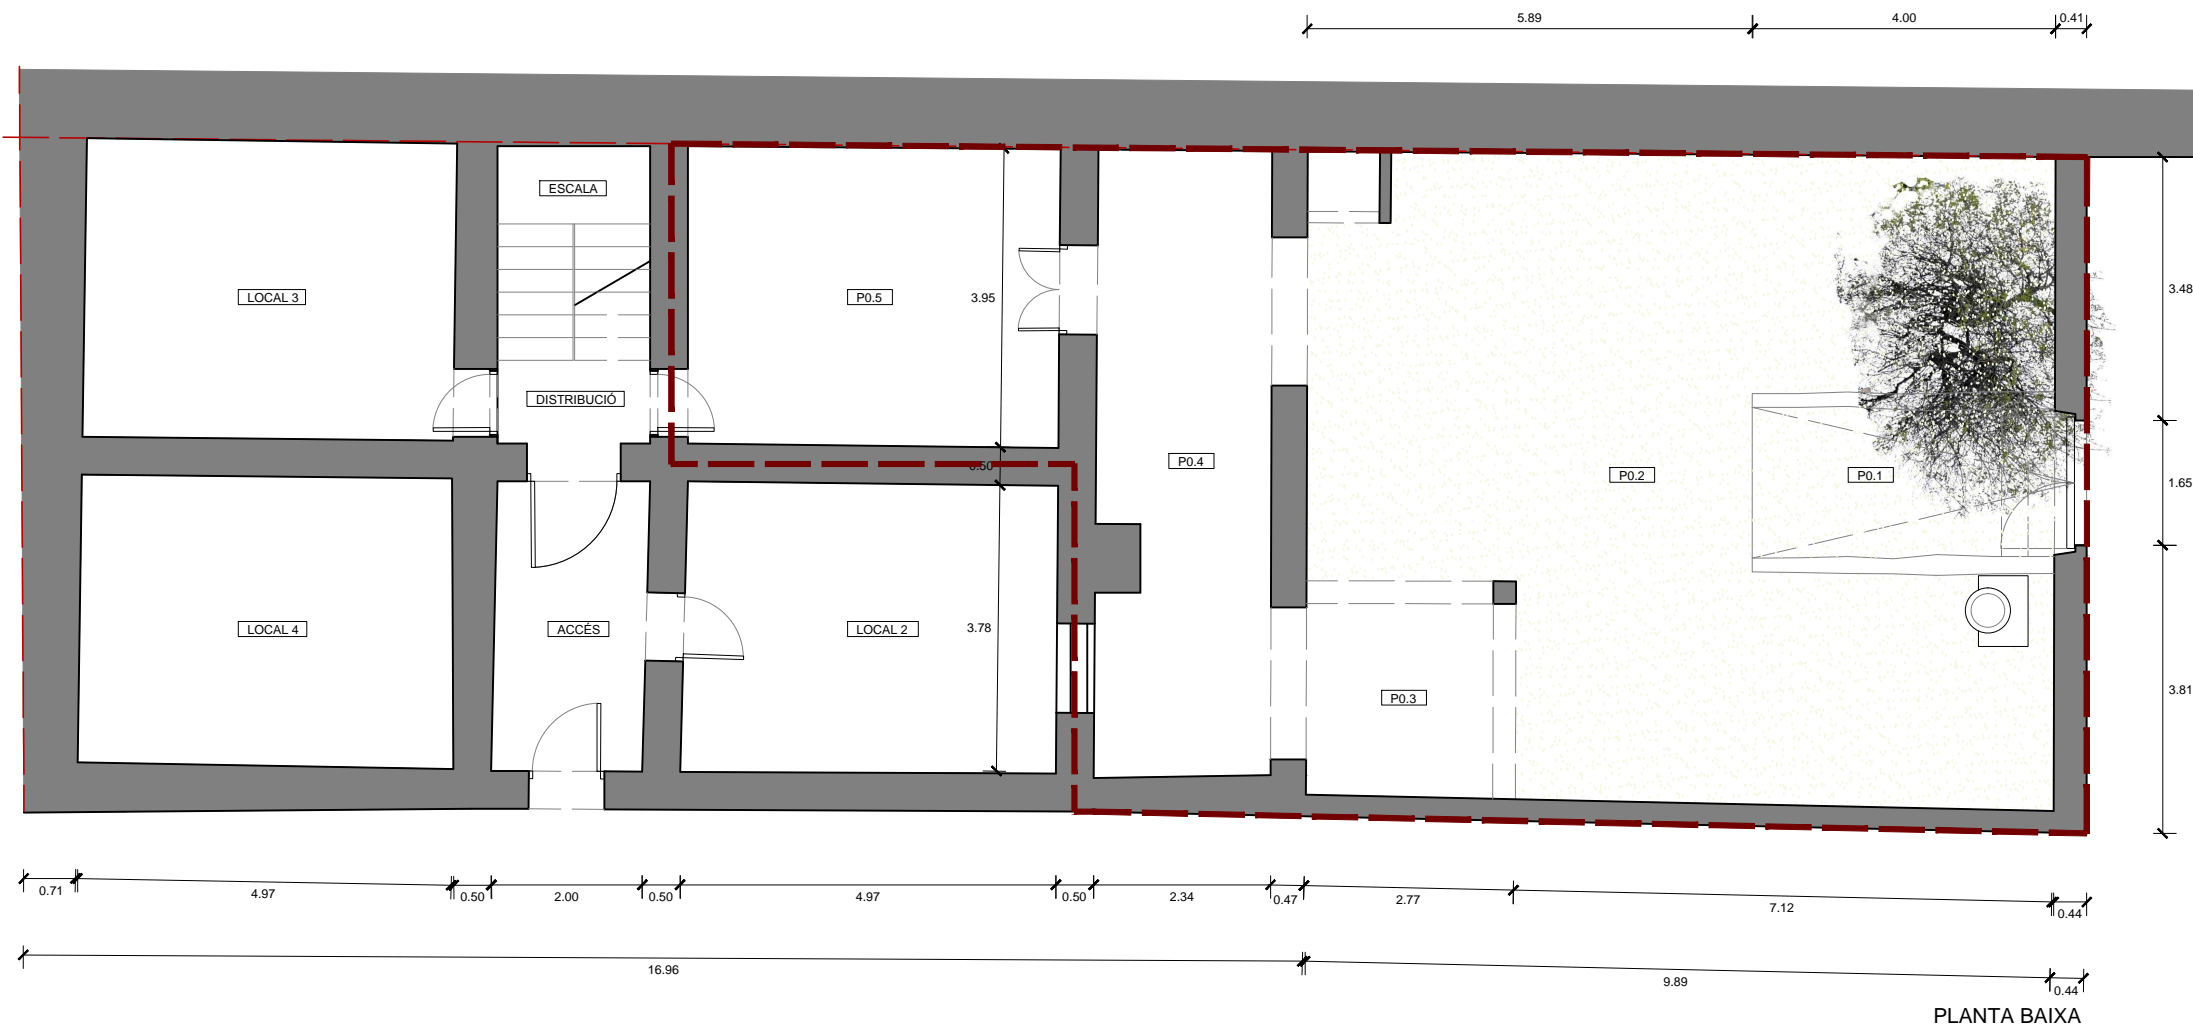 5.89
4.00
0.41
ESCALA
LOCAL 3
P0.5
3.95
3.48
DISTRIBUCIÓ
P0.4
0.50
P0.2
P0.1
1.65
LOCAL 4
ACCÉS
LOCAL 2
3.78
P0.3
3.81
0.71
4.97
0.50
2.00
0.50
4.97
0.50
2.34
0.47
2.77
7.12
0.44
16.96
9.89
0.44
PLANTA BAIXA